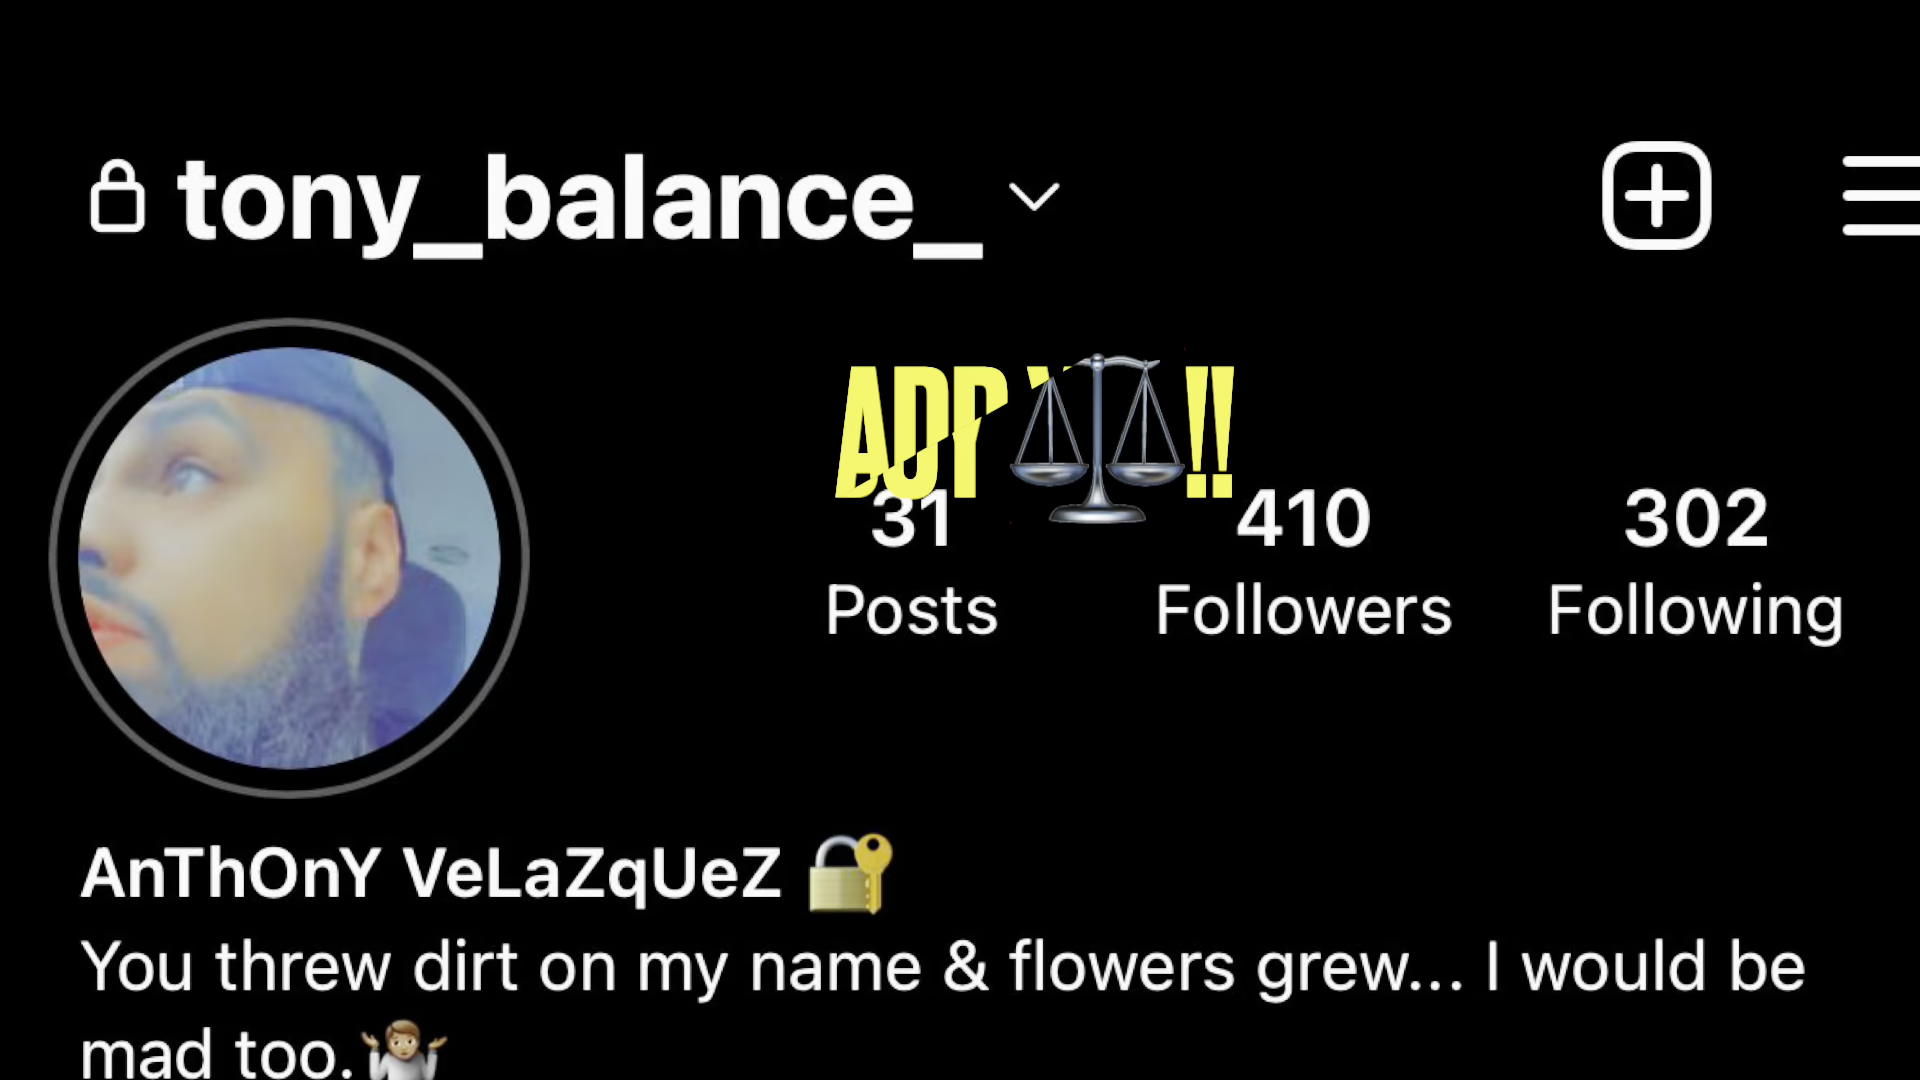 tony_balance_
!!
31 410 302
Posts Followers Following
AnThOnY VeLaZqUeZ 🔐
You threw dirt on my name & flowers grew... I would be
mad too.🤷🏼